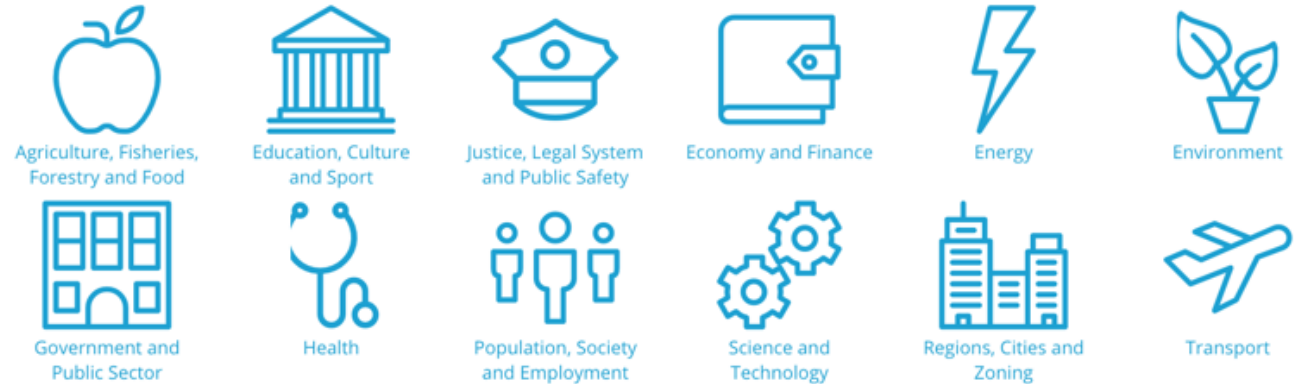 Agriculture, Fisheries,
Forestry and Food
Education, Culture
and Sport
Justice, Legal System
and Public Safety
Economy and Finance
Energy
Environment
Government and
Public Sector
Health
Population, Society
and Employment
Science and
Technology
Regions, Cities and
Zoning
Transport